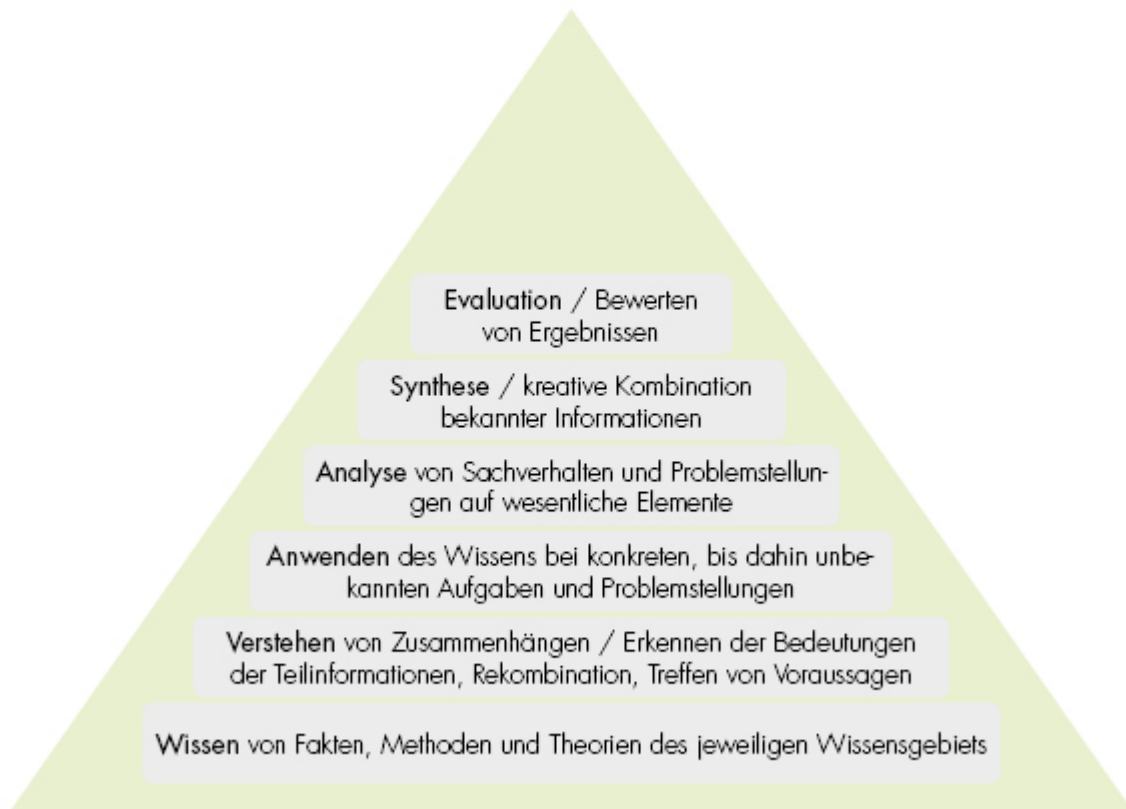 Evaluation / Bewerten
von Ergebnissen
Synthese / kreative Kombination
bekannter Informationen
Analyse von Sachverhalten und Problemstellun-
gen auf wesentliche Elemente
Anwenden des Wissens bei konkreten, bis dahin unbe-
kannten Aufgaben und Problemstellungen
Verstehen von Zusammenhängen / Erkennen der Bedeutungen
der Teilinformationen, Rekombination, Treffen von Voraussagen
Wissen von Fakten, Methoden und Theorien des jeweiligen Wissensgebiets